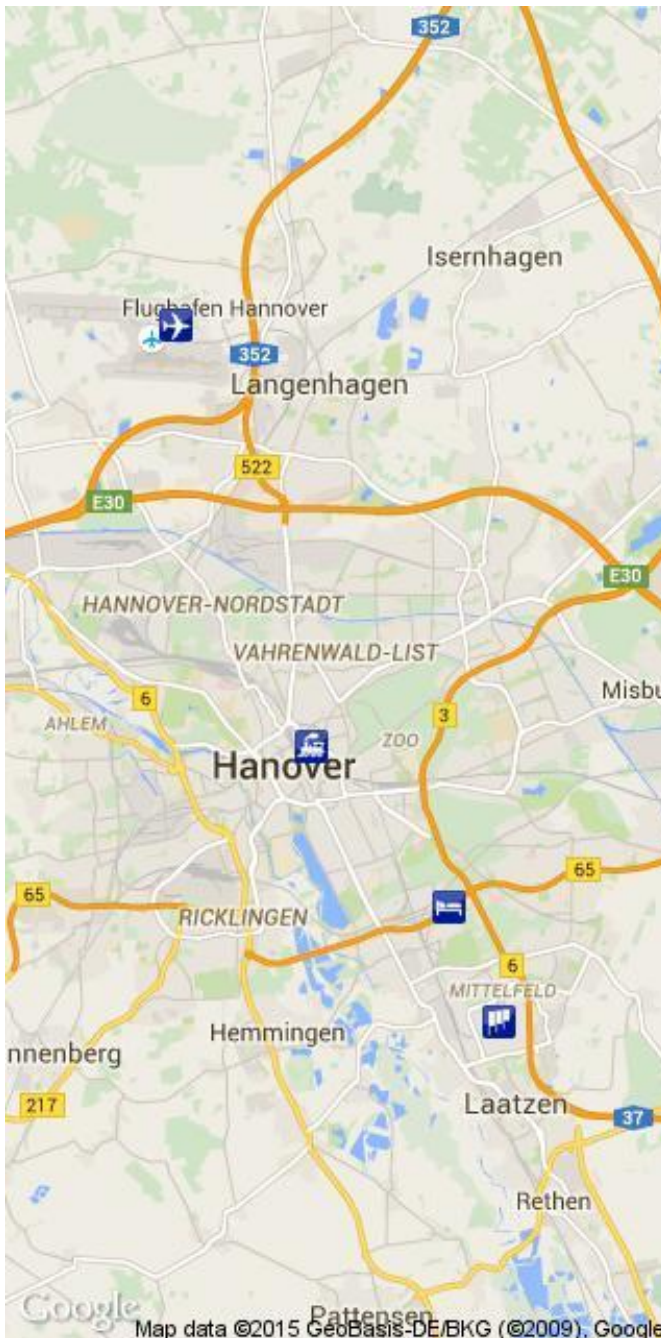 352
Isernhagen
Flughafen Hannover
352
Langenhagen
522
E30
E30
HANNOVER-NORDSTADT
VAHRENWALD-LIST
Misbu
6
3
AHLEM
ZOO
Hanover
65
65
RICKLINGEN
6
MITTELFELD
Hemmingen
nnenberg
217
Laatzen
37
Rethen
Google
Pattensen
Map data ©2015 GeoBasis-DE/BKG (©2009), Google